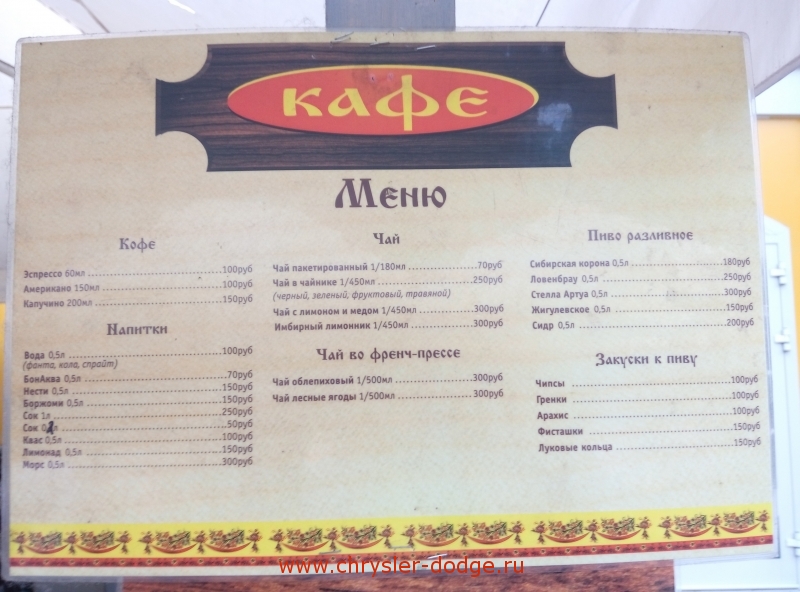 КАФЕ
Меню
Кофе
Эспрессо 60мл ........ 100руб
Американо 150мл ........ 100руб
Капучино 200мл ........ 150руб
Напитки
Вода 0,5л ........ 100руб
(фанта, кола, спрайт)
БонАква 0,5л ........ 70руб
Нести 0,5л ........ 150руб
Боржоми 0,5л ........ 150руб
Сок 1л ........ 250руб
Сок 0,2л ........ 50руб
Квас 0,5л ........ 100руб
Лимонад 0,5л ........ 150руб
Морс 0,5л ........ 300руб
Чай
Чай пакетированный 1/180мл ........ 70руб
Чай в чайнике 1/450мл ........ 250руб
(черный, зеленый, фруктовый, травяной)
Чай с лимоном и медом 1/450мл ........ 300руб
Имбирный лимонник 1/450мл ........ 300руб
Чай во френч-прессе
Чай облепиховый 1/500мл ........ 300руб
Чай лесные ягоды 1/500мл ........ 300руб
Пиво разливное
Сибирская корона 0,5л ........ 180руб
Ловенбрау 0,5л ........ 250руб
Стелла Артуа 0,5л ........ 300руб
Жигулевское 0,5л ........ 150руб
Сидр 0,5л ........ 200руб
Закуски к пиву
Чипсы ........ 100руб
Гренки ........ 100руб
Арахис ........ 100руб
Фисташки ........ 150руб
Луковые кольца ........ 150руб
www.chrysler-dodge.ru